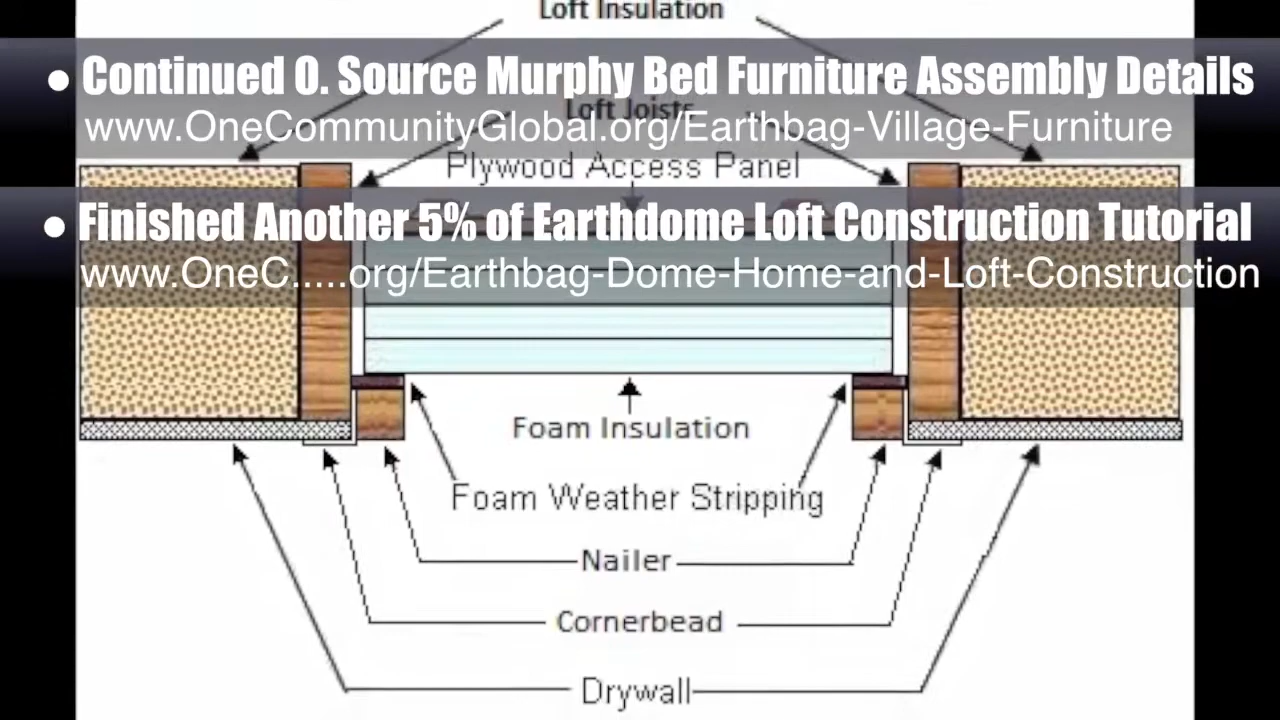 Loft Insulation
• Continued O. Source Murphy Bed Furniture Assembly Details
www.OneCommunityGlobal.org/Earthbag-Village-Furniture
Loft Joists
Plywood Access Panel
• Finished Another 5% of Earthdome Loft Construction Tutorial
www.OneC.....org/Earthbag-Dome-Home-and-Loft-Construction
Foam Insulation
Foam Weather Stripping
Nailer
Cornerbead
Drywall